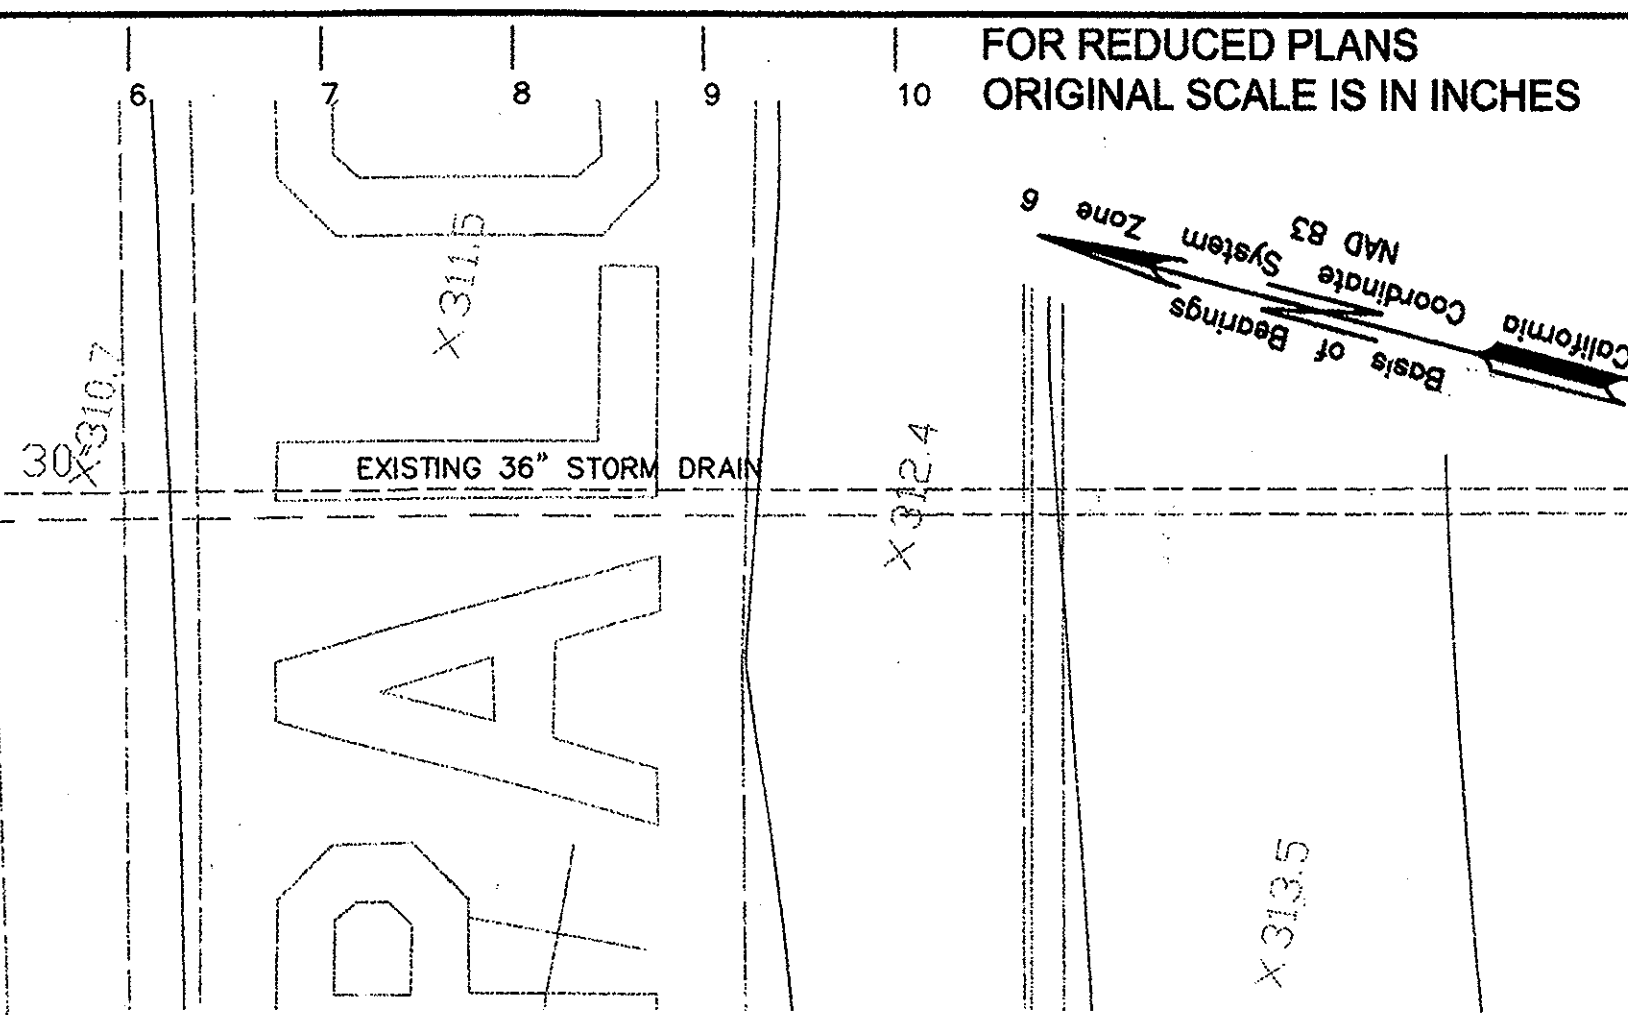 FOR REDUCED PLANS
ORIGINAL SCALE IS IN INCHES
6 7 8 9 10
California Coordinate System Zone 6
NAD 83
Basis of Bearings
X 311.5
X 310.7
30
EXISTING 36" STORM DRAIN
X 312.4
X 313.5
PALC